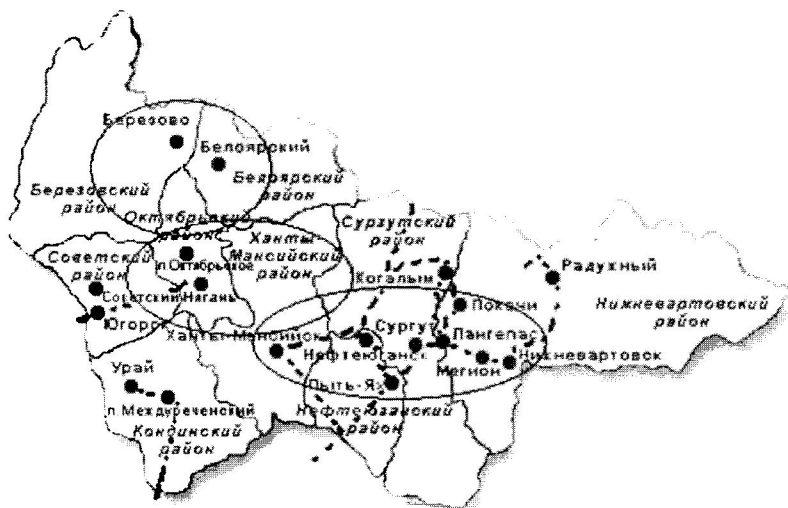 Березово
Белоярский
Белрярский
район
Березовский
район
Октябрьский
район
Ханты
Мансийский
район
Сургутский
район
Советский
район
п Октябрьское
Советский
Нягань
Югорск
Когалым
Радужный
Покачи
Нижневартовский
район
Ханты-Мансийск
Сургут
Лангепас
Нефтеюганск
Мегион
Нижневартовск
Урай
Пыть-Ях
п Междуреченский
Кондинский
район
Нефтеюганский
район